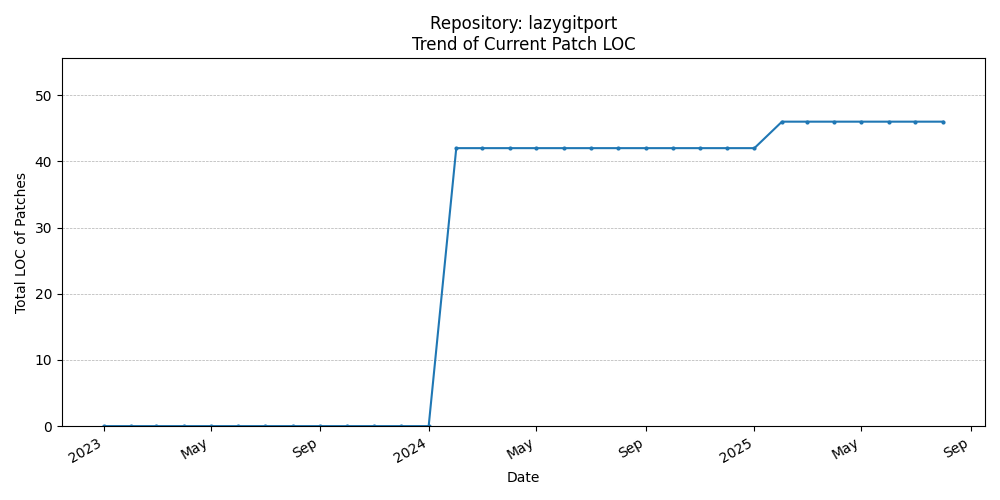 Repository: lazygitport
Trend of Current Patch LOC
Total LOC of Patches
50
40
30
20
10
0
2023
May
Sep
2024
May
Sep
2025
May
Sep
Date